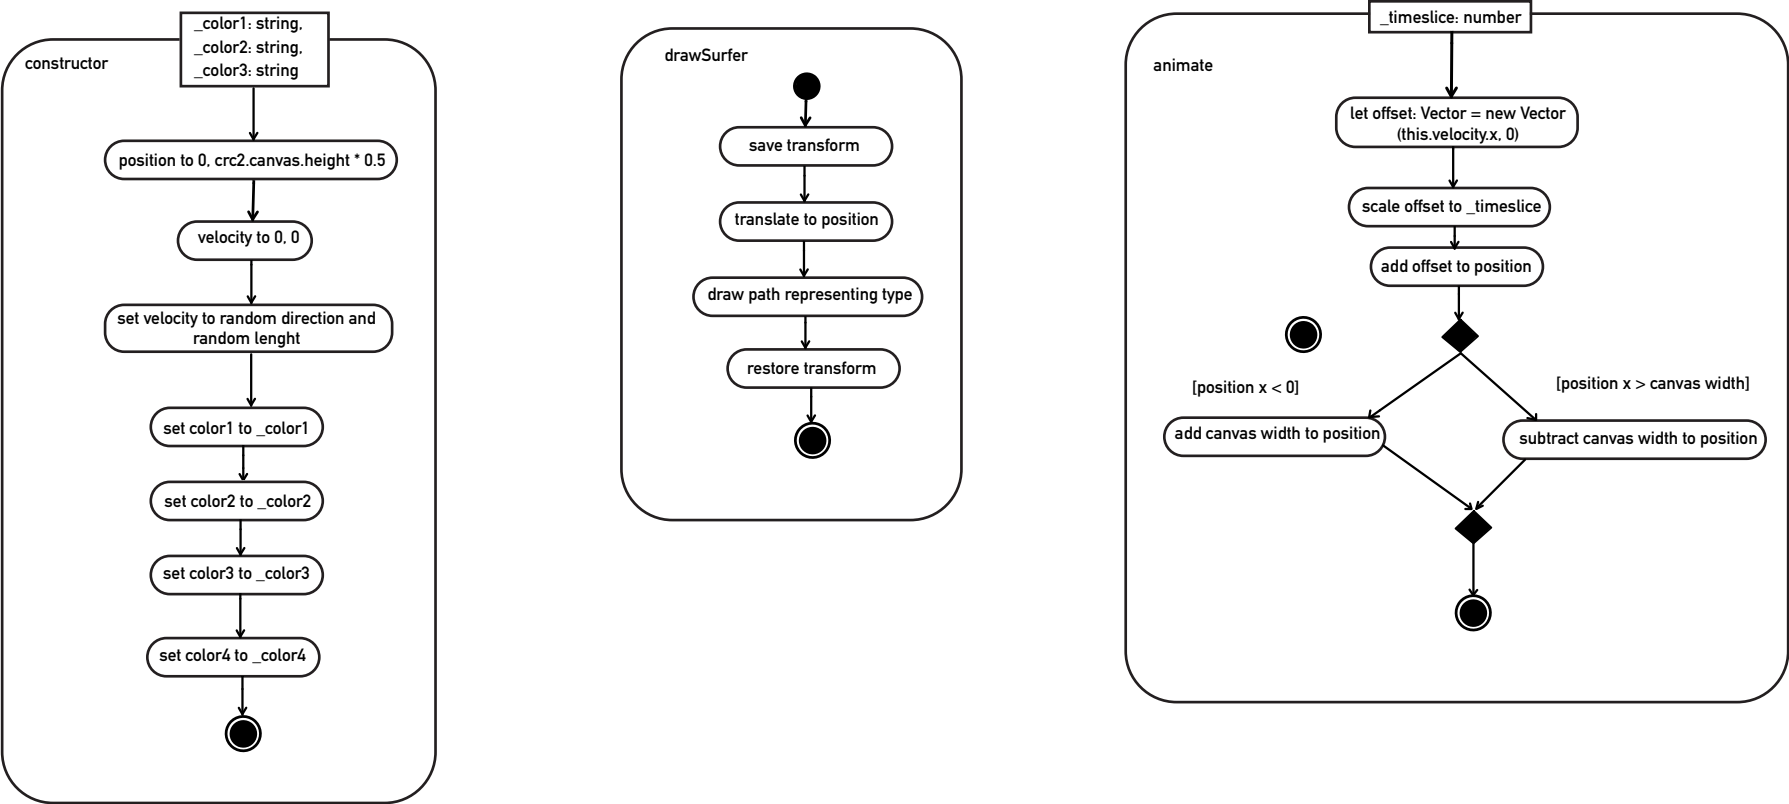 _color1: string,
_color2: string,
_color3: string
constructor
position to 0, crc2.canvas.height * 0.5
velocity to 0, 0
set velocity to random direction and
random lenght
set color1 to _color1
set color2 to _color2
set color3 to _color3
set color4 to _color4
drawSurfer
save transform
translate to position
draw path representing type
restore transform
_timeslice: number
animate
let offset: Vector = new Vector
(this.velocity.x, 0)
scale offset to _timeslice
add offset to position
[position x < 0]
[position x > canvas width]
add canvas width to position
subtract canvas width to position